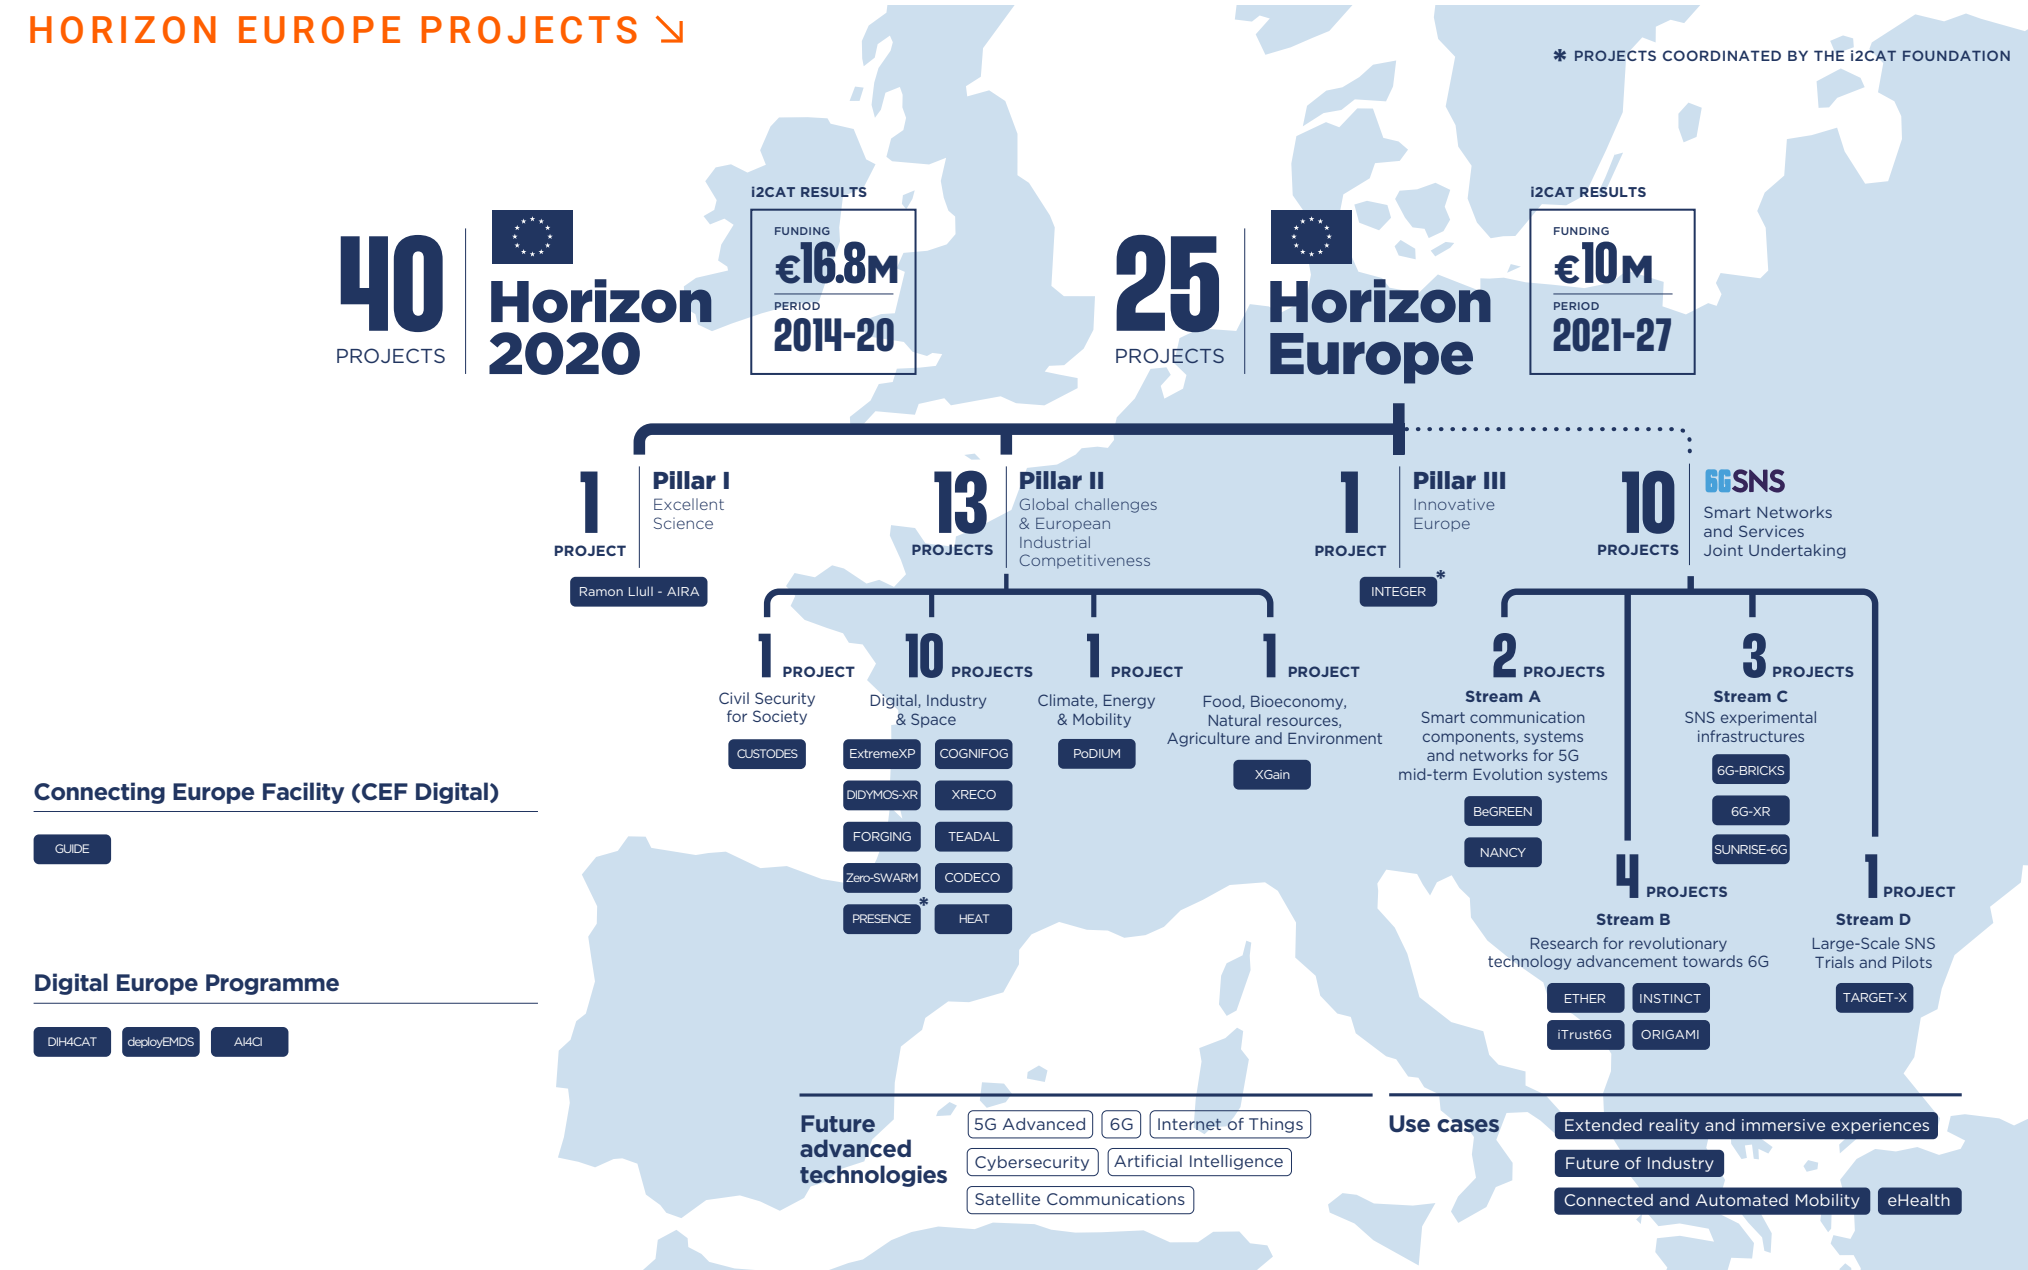 HORIZON EUROPE PROJECTS
* PROJECTS COORDINATED BY THE i2CAT FOUNDATION
40
PROJECTS
Horizon
2020
i2CAT RESULTS
FUNDING
€16.8M
PERIOD
2014-20
25
PROJECTS
Horizon
Europe
i2CAT RESULTS
FUNDING
€10M
PERIOD
2021-27
1
PROJECT
Pillar I
Excellent
Science
Ramon Llull - AIRA
13
PROJECTS
Pillar II
Global challenges
& European
Industrial
Competitiveness
1
PROJECT
Pillar III
Innovative
Europe
INTEGER *
10
PROJECTS
6GSNS
Smart Networks
and Services
Joint Undertaking
1 PROJECT
Civil Security
for Society
CUSTODES
10 PROJECTS
Digital, Industry
& Space
ExtremeXP COGNIFOG
DIDYMOS-XR XRECO
FORGING TEADAL
Zero-SWARM CODECO
PRESENCE * HEAT
1 PROJECT
Climate, Energy
& Mobility
PoDIUM
1 PROJECT
Food, Bioeconomy,
Natural resources,
Agriculture and Environment
XGain
2 PROJECTS
Stream A
Smart communication
components, systems
and networks for 5G
mid-term Evolution systems
BeGREEN
NANCY
4 PROJECTS
Stream B
Research for revolutionary
technology advancement towards 6G
ETHER INSTINCT
iTrust6G ORIGAMI
3 PROJECTS
Stream C
SNS experimental
infrastructures
6G-BRICKS
6G-XR
SUNRISE-6G
1 PROJECT
Stream D
Large-Scale SNS
Trials and Pilots
TARGET-X
Connecting Europe Facility (CEF Digital)
GUIDE
Digital Europe Programme
DIH4CAT deployEMDS AI4CI
Future
advanced
technologies
5G Advanced 6G Internet of Things
Cybersecurity Artificial Intelligence
Satellite Communications
Use cases
Extended reality and immersive experiences
Future of Industry
Connected and Automated Mobility eHealth